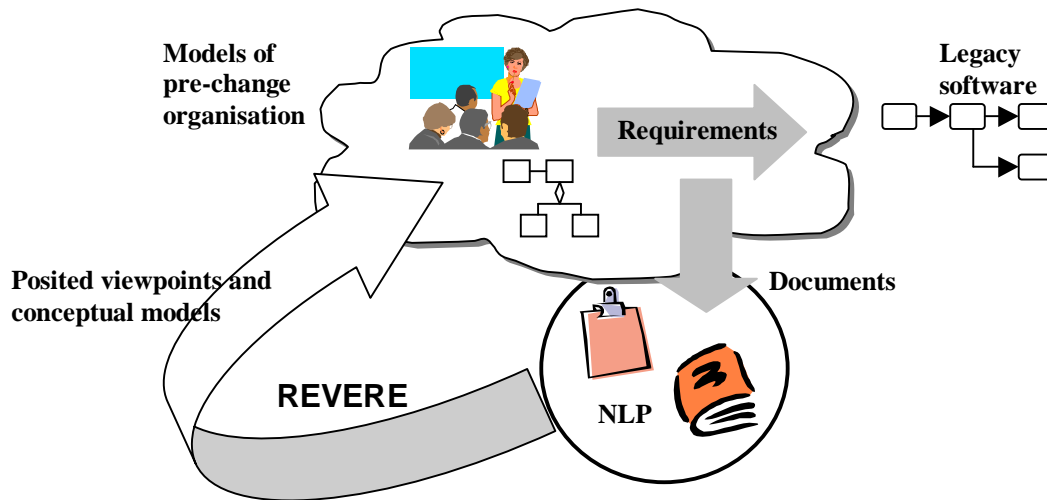 Models of
pre-change
organisation
Legacy
software
Requirements
Posited viewpoints and
conceptual models
Documents
REVERE
NLP